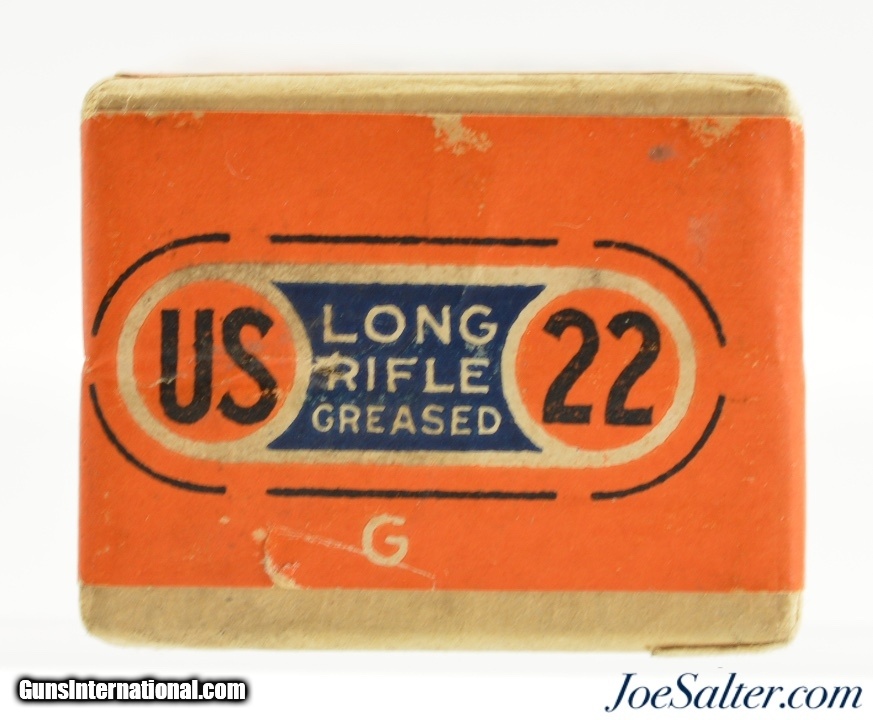 US
LONG
RIFLE
GREASED
22
G
GunsInternational.com
JoeSalter.com